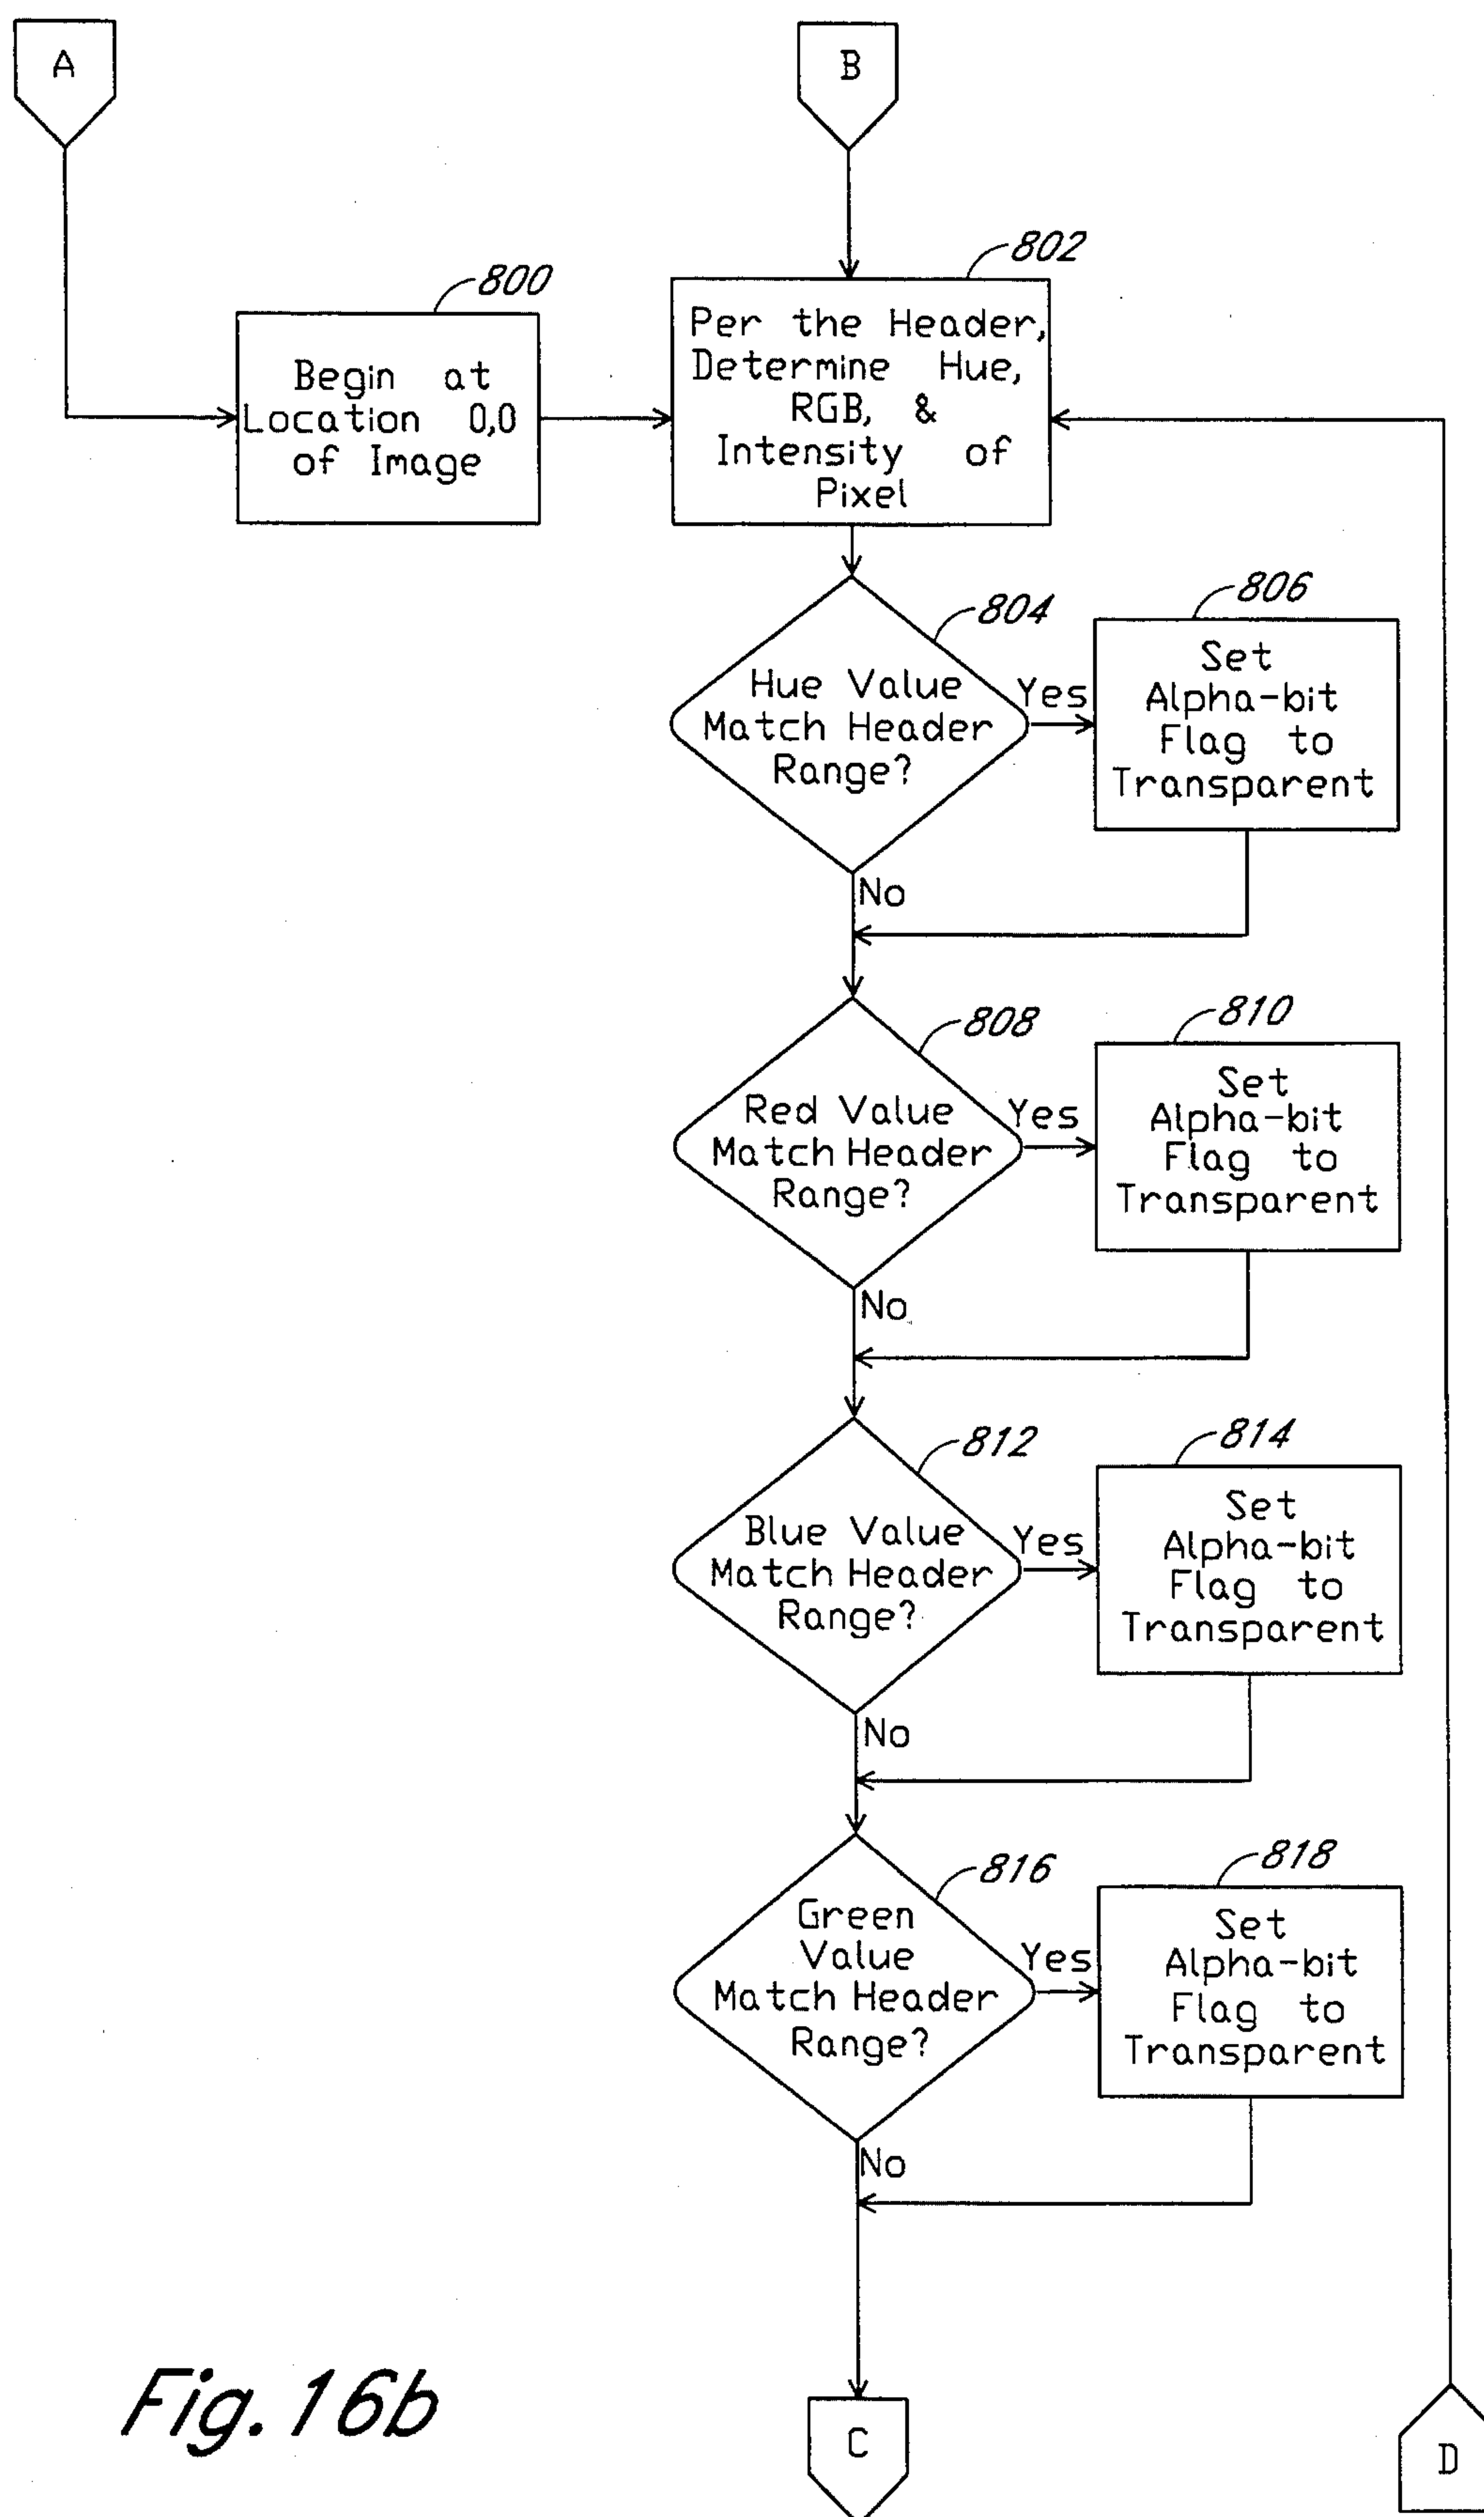 A
B
800
Begin at
Location 0,0
of Image
802
Per the Header,
Determine Hue,
RGB, &
Intensity of
Pixel
804
Hue Value
Match Header
Range?
Yes
No
806
Set
Alpha-bit
Flag to
Transparent
808
Red Value
Match Header
Range?
Yes
No
810
Set
Alpha-bit
Flag to
Transparent
812
Blue Value
Match Header
Range?
Yes
No
814
Set
Alpha-bit
Flag to
Transparent
816
Green
Value
Match Header
Range?
Yes
No
818
Set
Alpha-bit
Flag to
Transparent
C
D
Fig. 16b